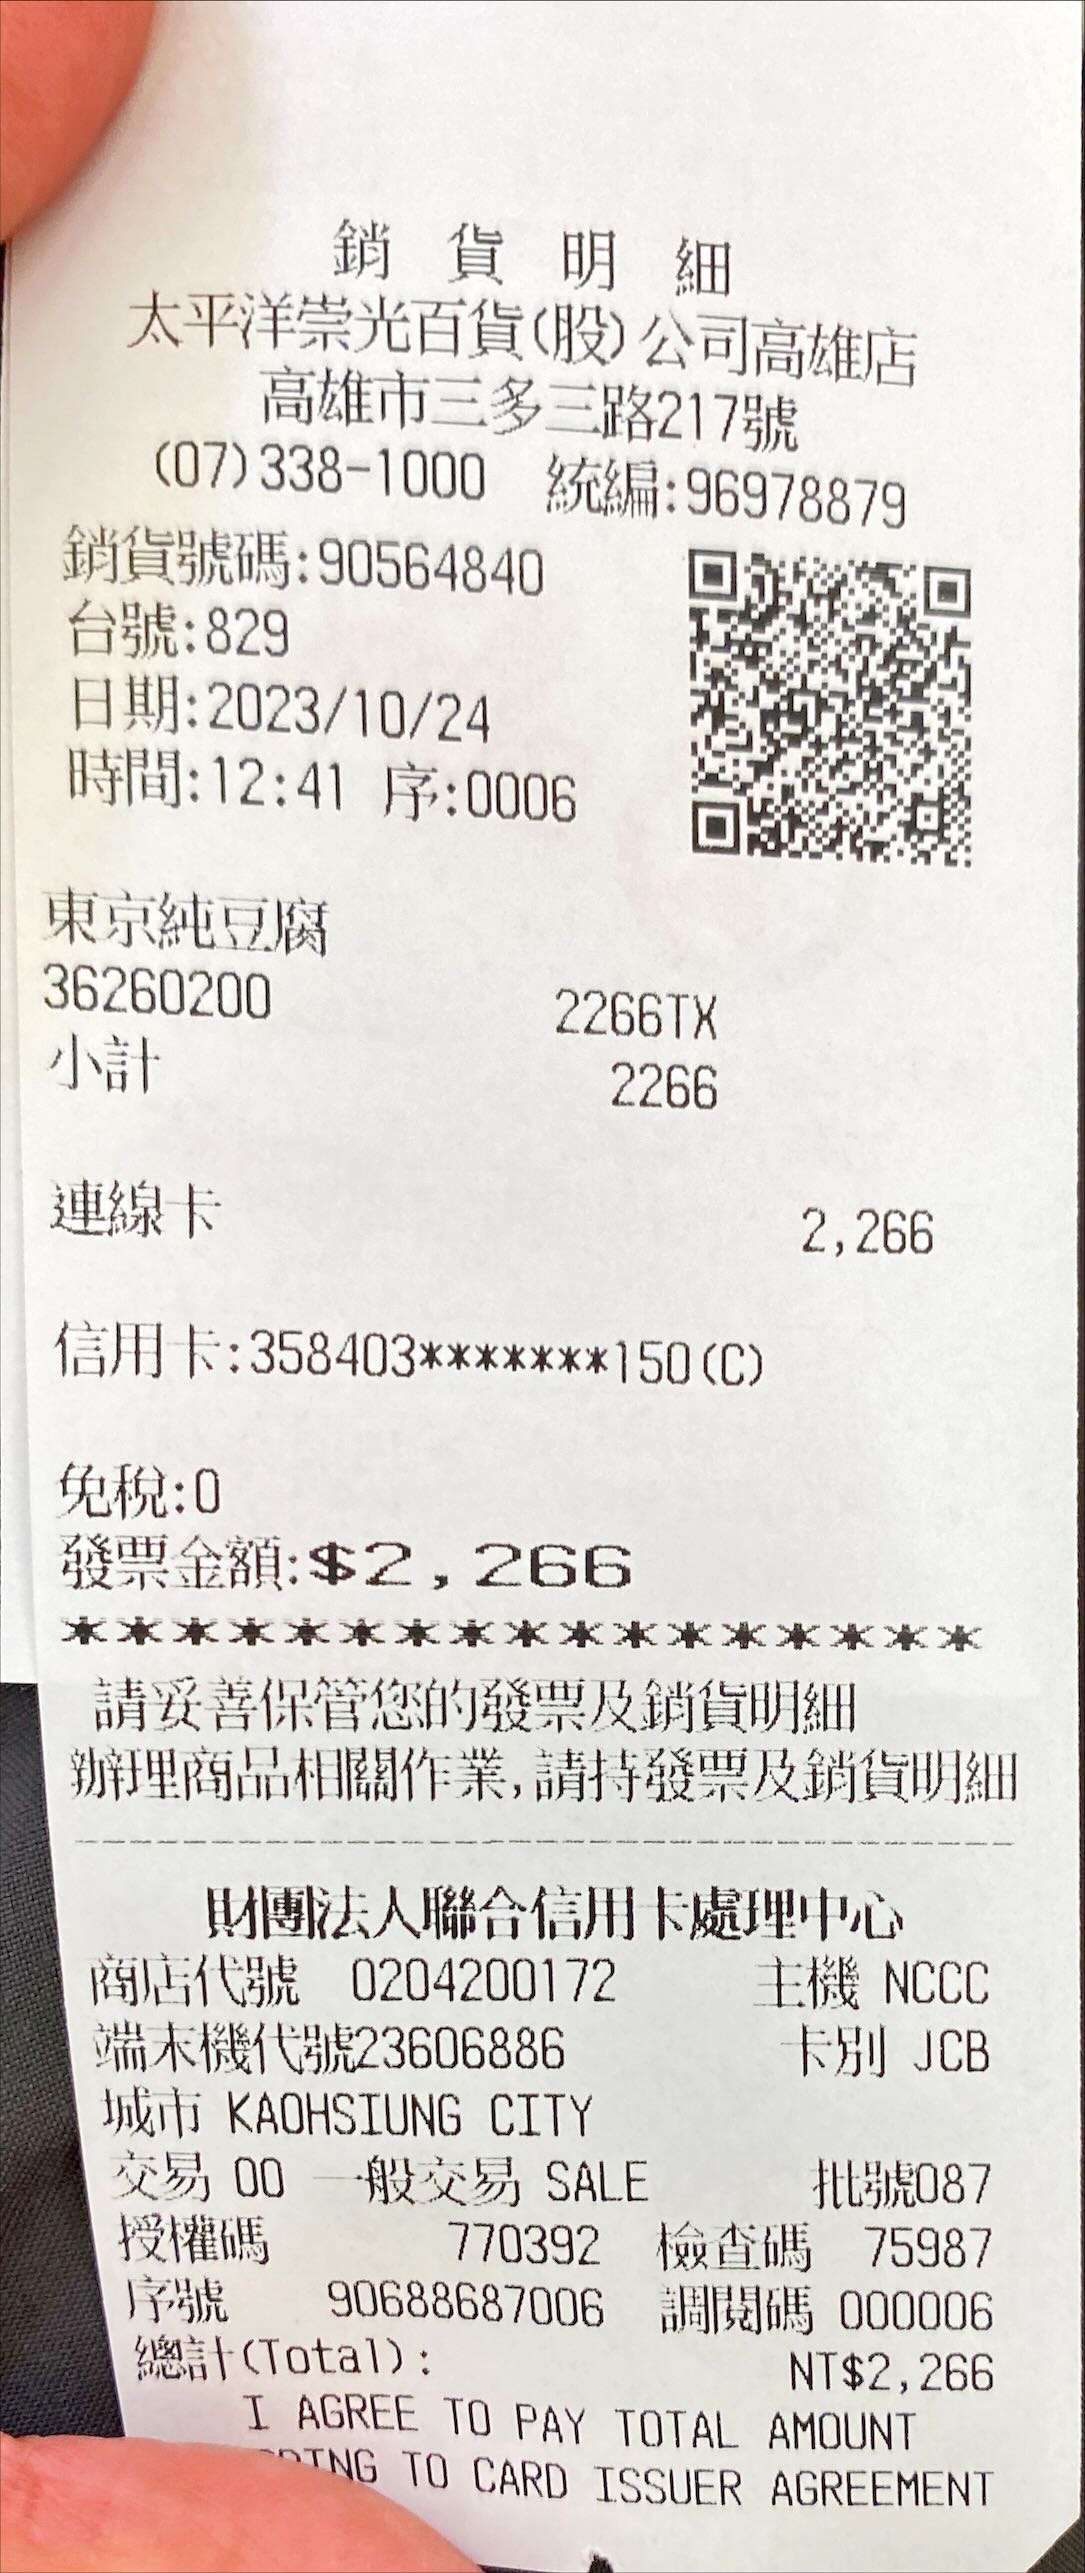 銷貨明細
太平洋崇光百貨(股)公司高雄店
高雄市三多三路217號
(07)338-1000 統編:96978879
銷貨號碼:90564840
台號:829
日期:2023/10/24
時間:12:41 序:0006
東京純豆腐
36260200 2266TX
小計 2266
連線卡 2,266
信用卡:358403*******150(C)
免稅:0
發票金額:$2,266
*****************
請妥善保管您的發票及銷貨明細
辦理商品相關作業,請持發票及銷貨明細
財團法人聯合信用卡處理中心
商店代號 0204200172 主機 NCCC
端末機代號23606886 卡別 JCB
城市 KAOHSIUNG CITY
交易 00 一般交易 SALE 批號087
授權碼 770392 檢查碼 75987
序號 90688687006 調閱碼 000006
總計(Total): NT$2,266
I AGREE TO PAY TOTAL AMOUNT
TO CARD ISSUER AGREEMENT